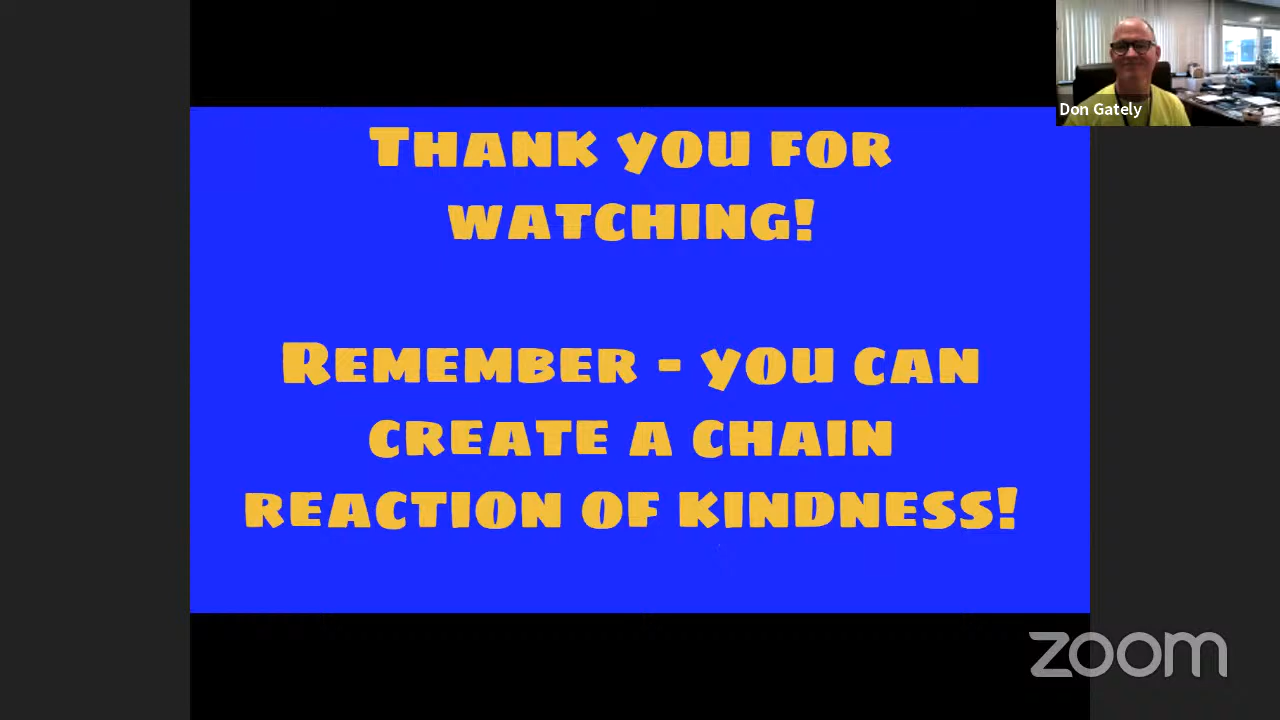 Don Gately
Thank you for
watching!
Remember - you can
create a chain
reaction of kindness!
zoom